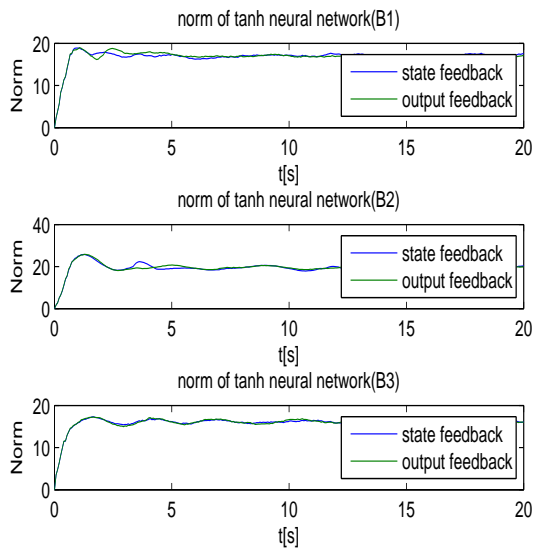 norm of tanh neural network(B1)
20
10
0
Norm
state feedback
output feedback
0 5 10 15 20
t[s]
norm of tanh neural network(B2)
40
20
0
Norm
state feedback
output feedback
0 5 10 15 20
t[s]
norm of tanh neural network(B3)
20
10
0
Norm
state feedback
output feedback
0 5 10 15 20
t[s]